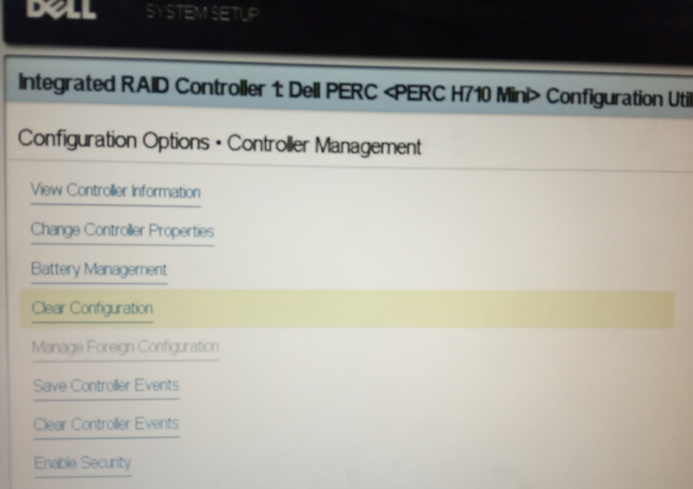 DELL
SYSTEM SETUP
Integrated RAID Controller 1: Dell PERC <PERC H710 Mini> Configuration Util
Configuration Options • Controller Management
View Controller Information
Change Controller Properties
Battery Management
Clear Configuration
Manage Foreign Configuration
Save Controller Events
Clear Controller Events
Enable Security